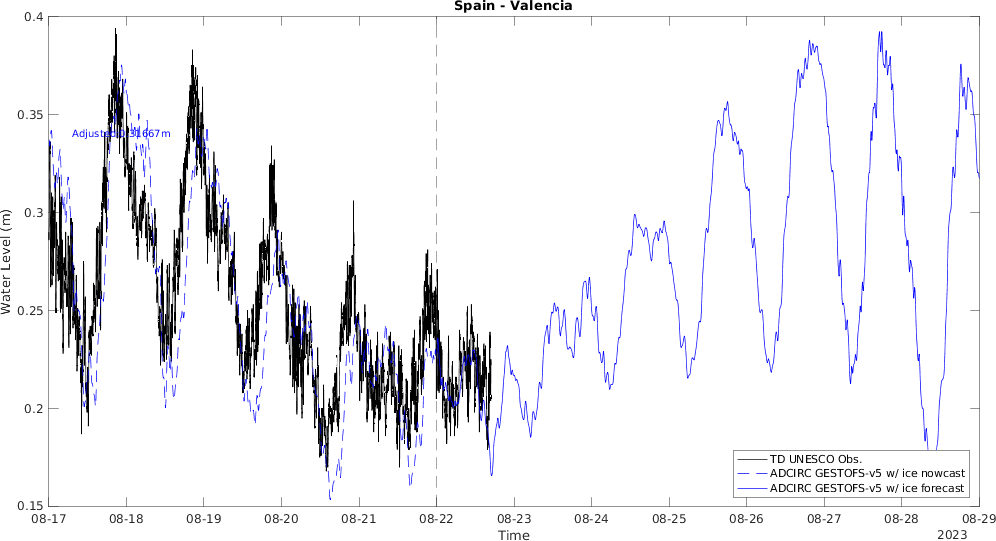 Spain - Valencia
0.4
0.35
0.3
0.25
0.2
0.15
Water Level (m)
Adjusted 0.31667m
TD UNESCO Obs.
ADCIRC GESTOFS-v5 w/ ice nowcast
ADCIRC GESTOFS-v5 w/ ice forecast
08-17 08-18 08-19 08-20 08-21 08-22 08-23 08-24 08-25 08-26 08-27 08-28 08-29
Time
2023